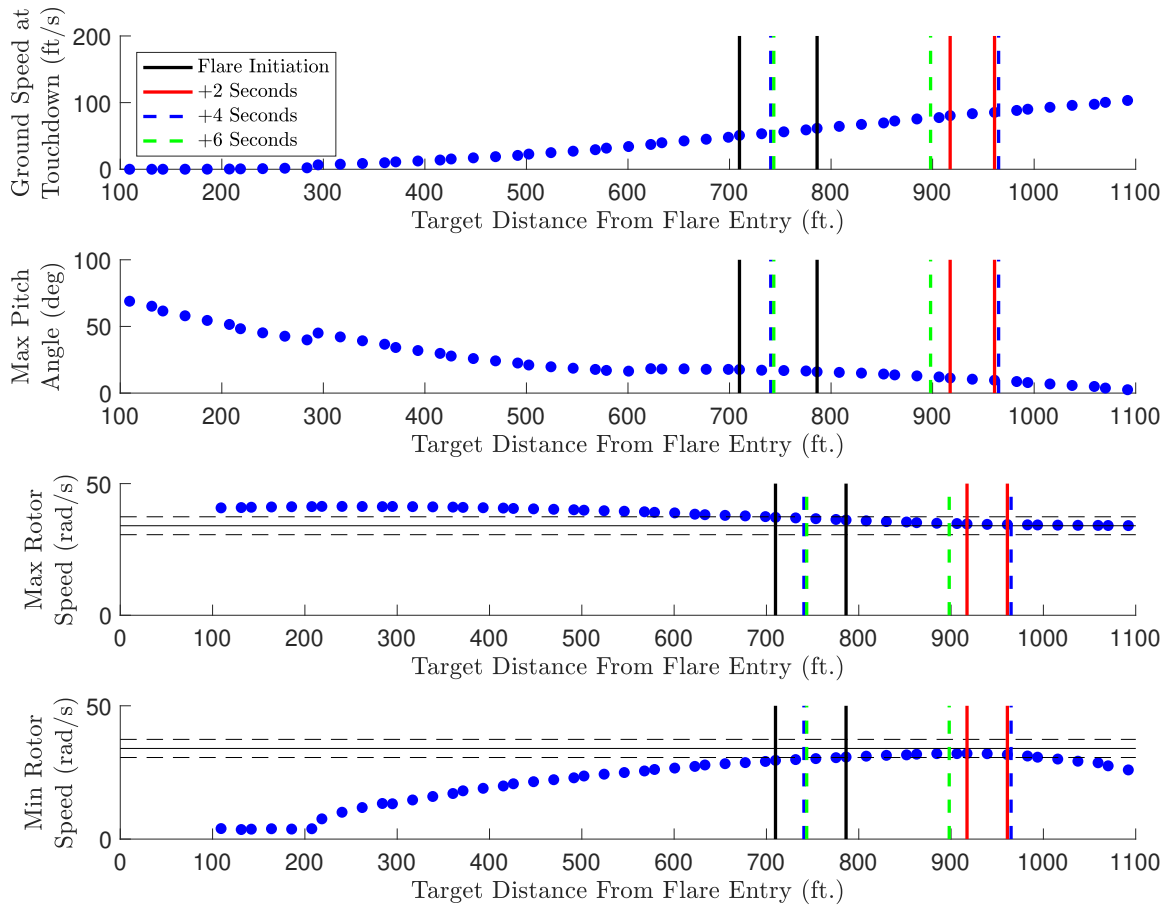 Ground Speed at
Touchdown (ft/s)
200
100
0
Flare Initiation
+2 Seconds
+4 Seconds
+6 Seconds
100 200 300 400 500 600 700 800 900 1000 1100
Target Distance From Flare Entry (ft.)
Max Pitch
Angle (deg)
100
50
0
100 200 300 400 500 600 700 800 900 1000 1100
Target Distance From Flare Entry (ft.)
Max Rotor
Speed (rad/s)
50
0
0 100 200 300 400 500 600 700 800 900 1000 1100
Target Distance From Flare Entry (ft.)
Min Rotor
Speed (rad/s)
50
0
0 100 200 300 400 500 600 700 800 900 1000 1100
Target Distance From Flare Entry (ft.)